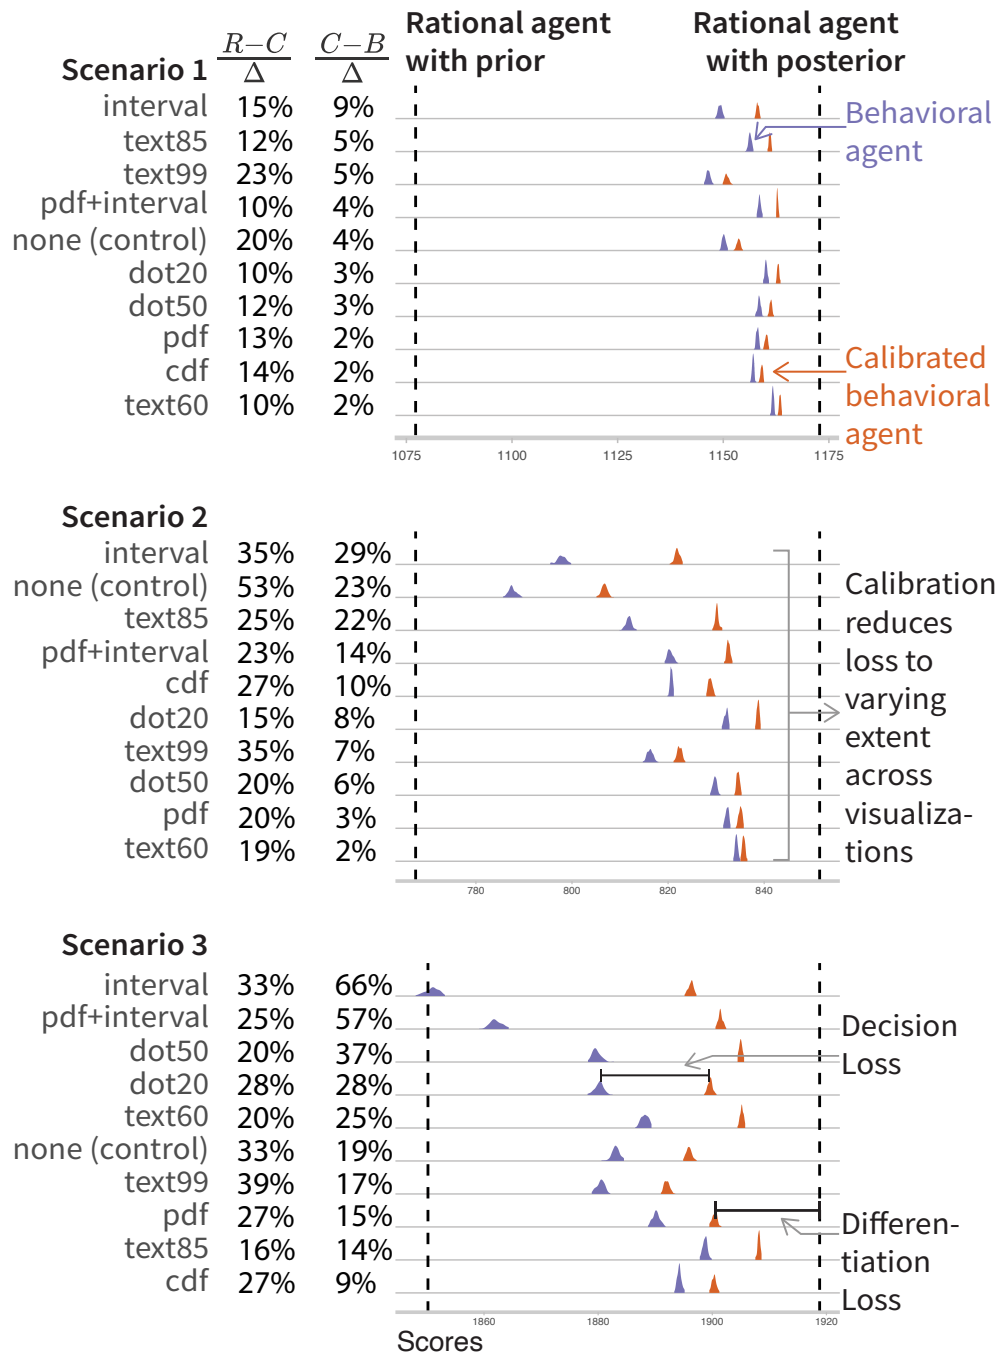 Rational agent with prior
Rational agent with posterior
Scenario 1 R−C/Δ C−B/Δ
interval 15% 9%
text85 12% 5%
text99 23% 5%
pdf+interval 10% 4%
none (control) 20% 4%
dot20 10% 3%
dot50 12% 3%
pdf 13% 2%
cdf 14% 2%
text60 10% 2%
Behavioral
agent
Calibrated
behavioral
agent
1075 1100 1125 1150 1175
Scenario 2
interval 35% 29%
none (control) 53% 23%
text85 25% 22%
pdf+interval 23% 14%
cdf 27% 10%
dot20 15% 8%
text99 35% 7%
dot50 20% 6%
pdf 20% 3%
text60 19% 2%
Calibration
reduces
loss to
varying
extent
across
visualiza-
tions
780 800 820 840
Scenario 3
interval 33% 66%
pdf+interval 25% 57%
dot50 20% 37%
dot20 28% 28%
text60 20% 25%
none (control) 33% 19%
text99 39% 17%
pdf 27% 15%
text85 16% 14%
cdf 27% 9%
Decision
Loss
Differen-
tiation
Loss
1860 1880 1900 1920
Scores